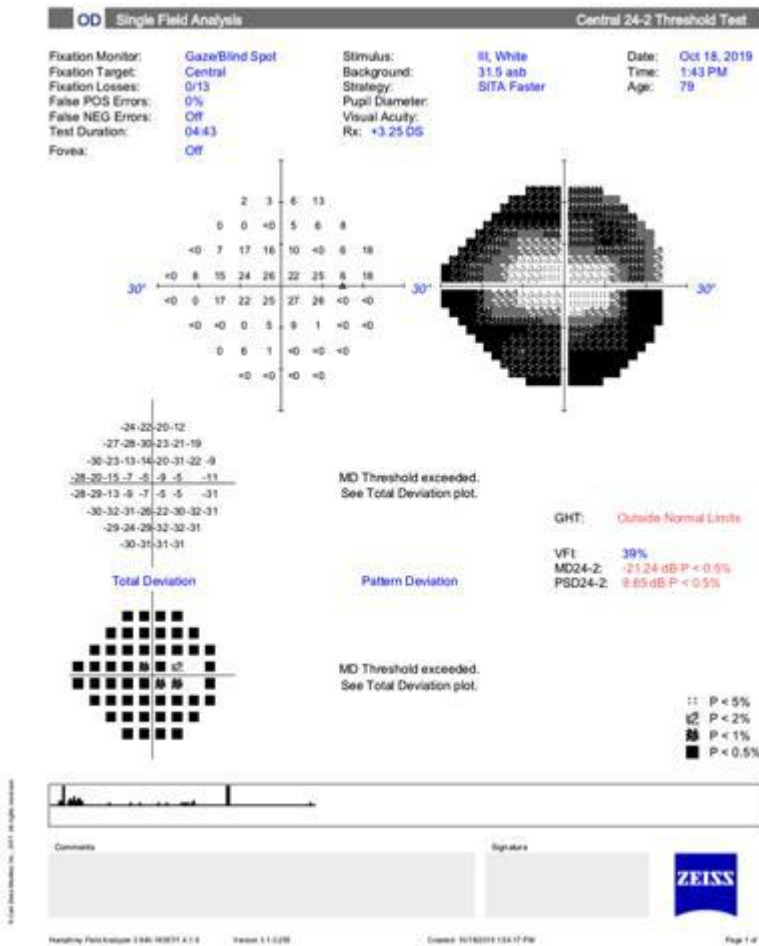 OD Single Field Analysis Central 24-2 Threshold Test
Fixation Monitor: Gaze/Blind Spot Stimulus: III, White Date: Oct 18, 2019
Fixation Target: Central Background: 31.5 asb Time: 1:43 PM
Fixation Losses: 0/13 Strategy: SITA Faster Age: 79
False POS Errors: 0% Pupil Diameter:
False NEG Errors: Off Visual Acuity:
Test Duration: 04:43 Rx: +3.25 DS
Fovea: Off
2 3 6 13
0 0 <0 5 6 8
<0 7 17 16 10 <0 6 18
<0 8 15 24 26 22 25 6 18
30° 30° 30°
<0 0 17 22 25 27 26 <0 <0
<0 <0 0 5 9 1 <0 <0
0 6 1 <0 <0 <0
<0 <0 <0 <0
-24 -22 -20 -12
-27 -28 -30 -23 -21 -19
-30 -23 -13 -14 -20 -31 -22 -9
-28 -20 -15 -7 -5 -9 -5 -11
-28 -29 -13 -9 -7 -5 -5 -31
-30 -32 -31 -26 -22 -30 -32 -31
-29 -24 -29 -32 -32 -31
-30 -31 -31 -31
MD Threshold exceeded.
See Total Deviation plot.
GHT: Outside Normal Limits
VFI: 39%
MD24-2: -21.24 dB P < 0.5%
PSD24-2: 9.65 dB P < 0.5%
Total Deviation Pattern Deviation
MD Threshold exceeded.
See Total Deviation plot.
P < 5%
P < 2%
P < 1%
P < 0.5%
Comments Signature
ZEISS
Page 1 of